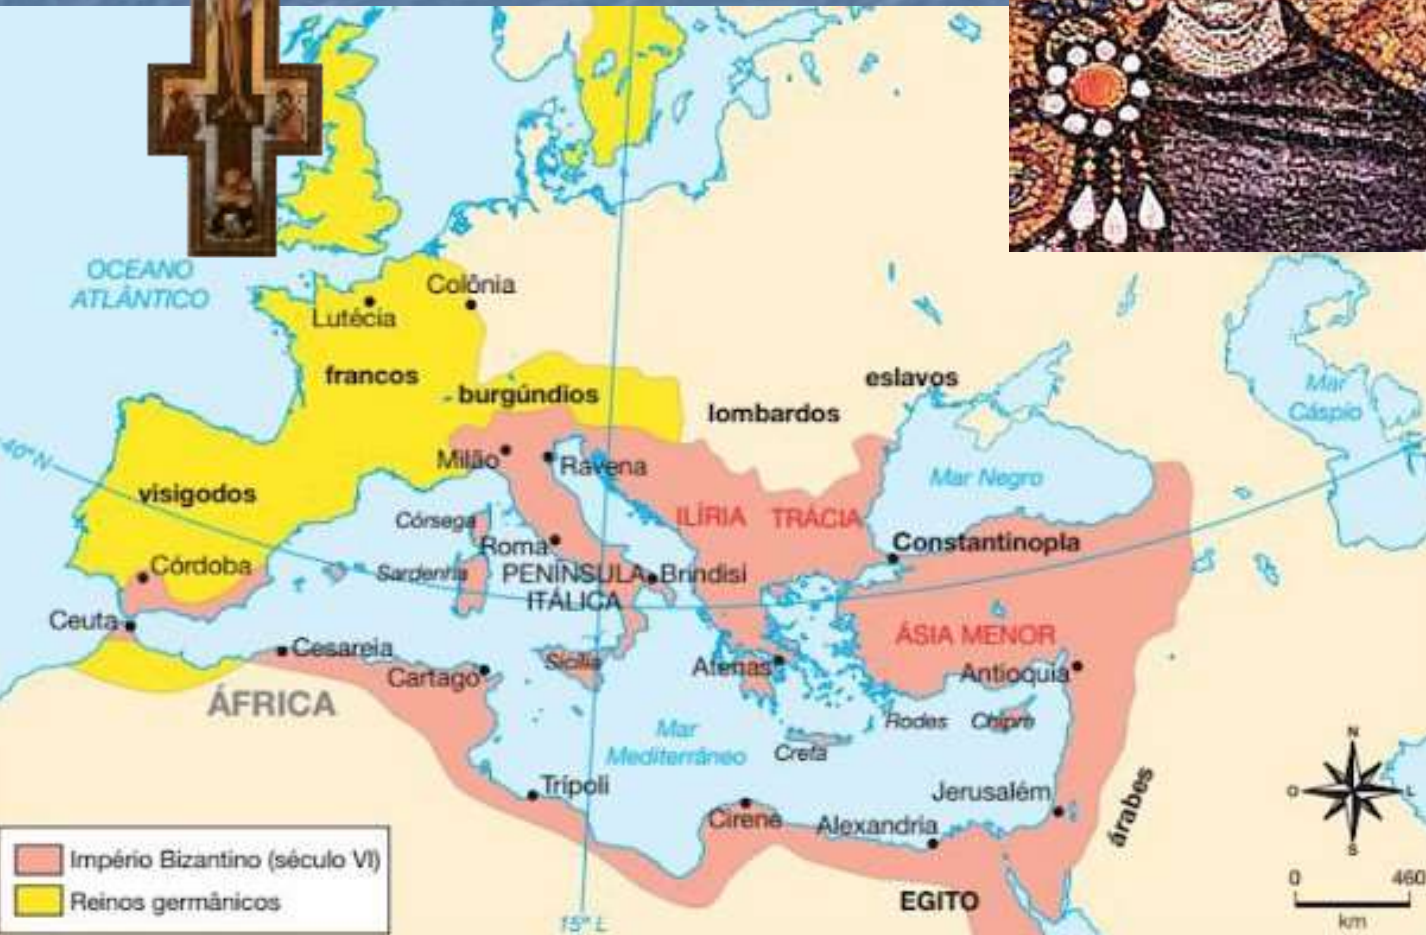 OCEANO
ATLÂNTICO
Colônia
Lutécia
francos
burgúndios
eslavos
lombardos
Mar
Cáspio
40° N
Milão
Ravena
visigodos
Mar Negro
Córsega
ILÍRIA TRÁCIA
Roma
Constantinopla
Córdoba
Sardenha
PENÍNSULA
ITÁLICA
Brindisi
Ceuta
ÁSIA MENOR
Cesareia
Cartago
Sicília
Atenas
Antioquia
ÁFRICA
Rodes
Chipre
Mar
Mediterrâneo
Creta
N
Trípoli
Jerusalém
O
L
árabes
Cirene
Alexandria
S
Império Bizantino (século VI)
0 460
Reinos germânicos
EGITO
km
15° L